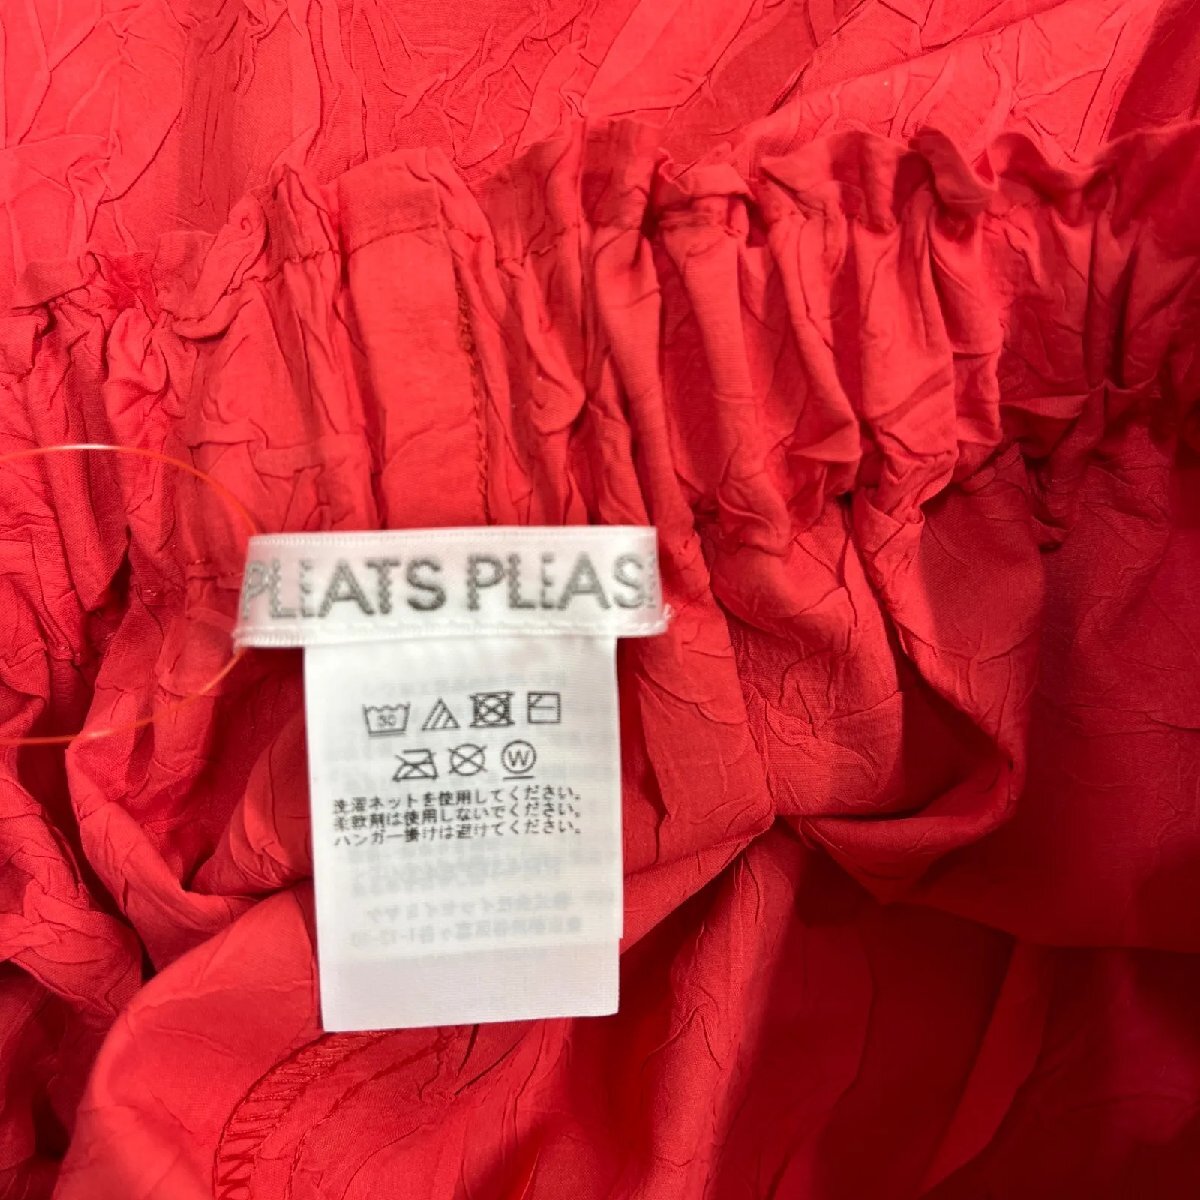 PLEATS PLEASE
30
W
洗濯ネットを使用してください。
柔軟剤は使用しないでください。
ハンガー掛けは避けてください。